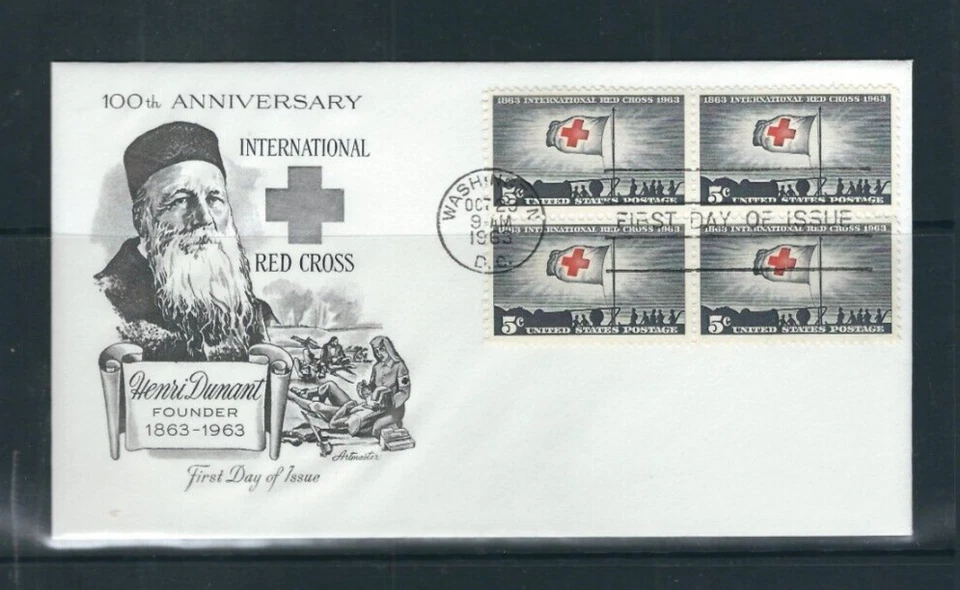 100th ANNIVERSARY
INTERNATIONAL
RED CROSS
Henri Dunant
FOUNDER
1863-1963
Artmaster
First Day of Issue
1863 INTERNATIONAL RED CROSS 1963
5c
UNITED STATES POSTAGE
1863 INTERNATIONAL RED CROSS 1963
5c
UNITED STATES POSTAGE
WASHINGTON
OCT 29
9-AM
1963
D.C.
FIRST DAY OF ISSUE
1863 INTERNATIONAL RED CROSS 1963
5c
UNITED STATES POSTAGE
1863 INTERNATIONAL RED CROSS 1963
5c
UNITED STATES POSTAGE